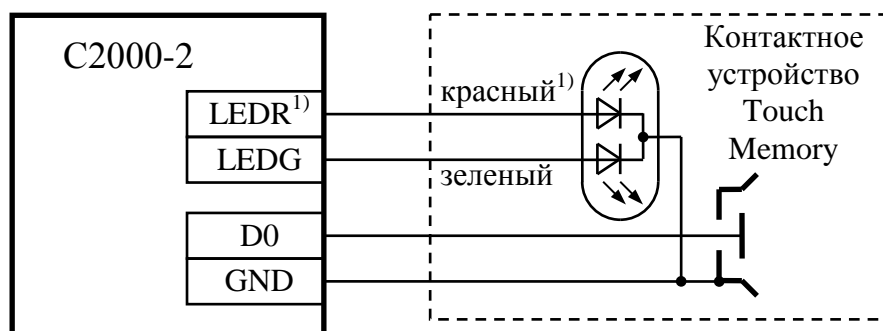 С2000-2
LEDR1)
LEDG
D0
GND
красный1)
зеленый
Контактное
устройство
Touch
Memory